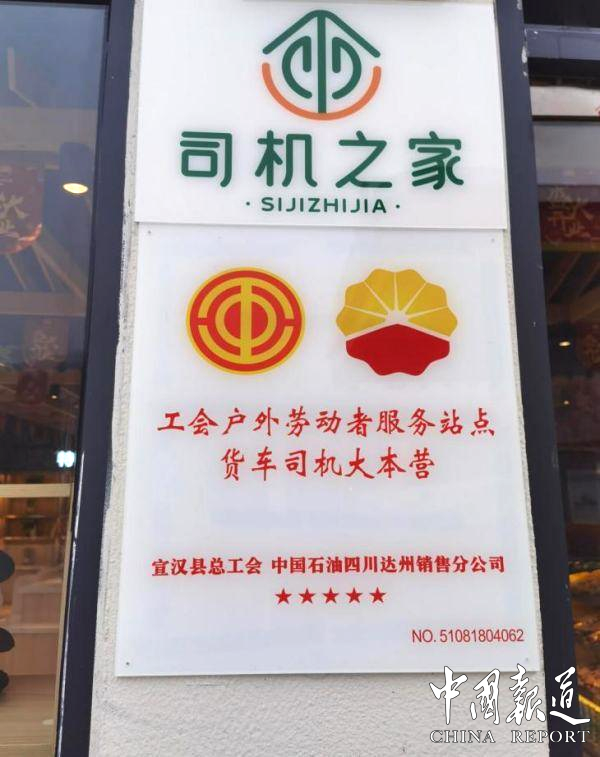 司机之家
·SIJIZHIJIA·
工会户外劳动者服务站点
货车司机大本营
宣汉县总工会 中国石油四川达州销售分公司
★★★★★
NO. 51081804062
中国报道
CHINA REPORT